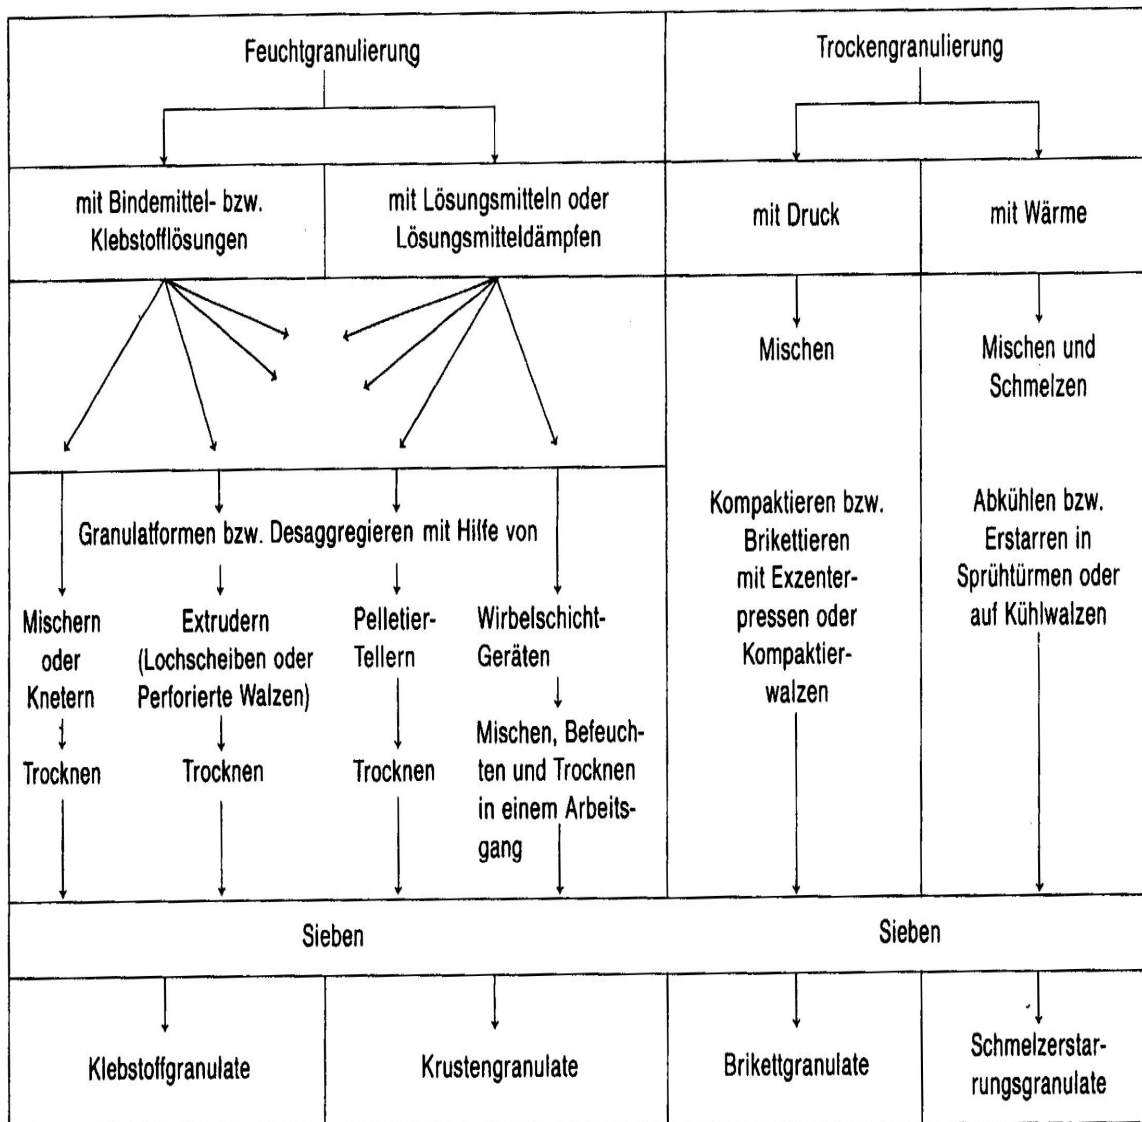 Feuchtgranulierung
Trockengranulierung
mit Bindemittel- bzw.
Klebstofflösungen
mit Lösungsmitteln oder
Lösungsmitteldämpfen
mit Druck
mit Wärme
Mischen
Mischen und
Schmelzen
Granulatformen bzw. Desaggregieren mit Hilfe von
Mischern
oder
Knetern
Trocknen
Extrudern
(Lochscheiben oder
Perforierte Walzen)
Trocknen
Pelletier-
Tellern
Trocknen
Wirbelschicht-
Geräten
Mischen, Befeuch-
ten und Trocknen
in einem Arbeits-
gang
Kompaktieren bzw.
Brikettieren
mit Exzenter-
pressen oder
Kompaktier-
walzen
Abkühlen bzw.
Erstarren in
Sprühtürmen oder
auf Kühlwalzen
Sieben
Sieben
Klebstoffgranulate
Krustengranulate
Brikettgranulate
Schmelzerstar-
rungsgranulate